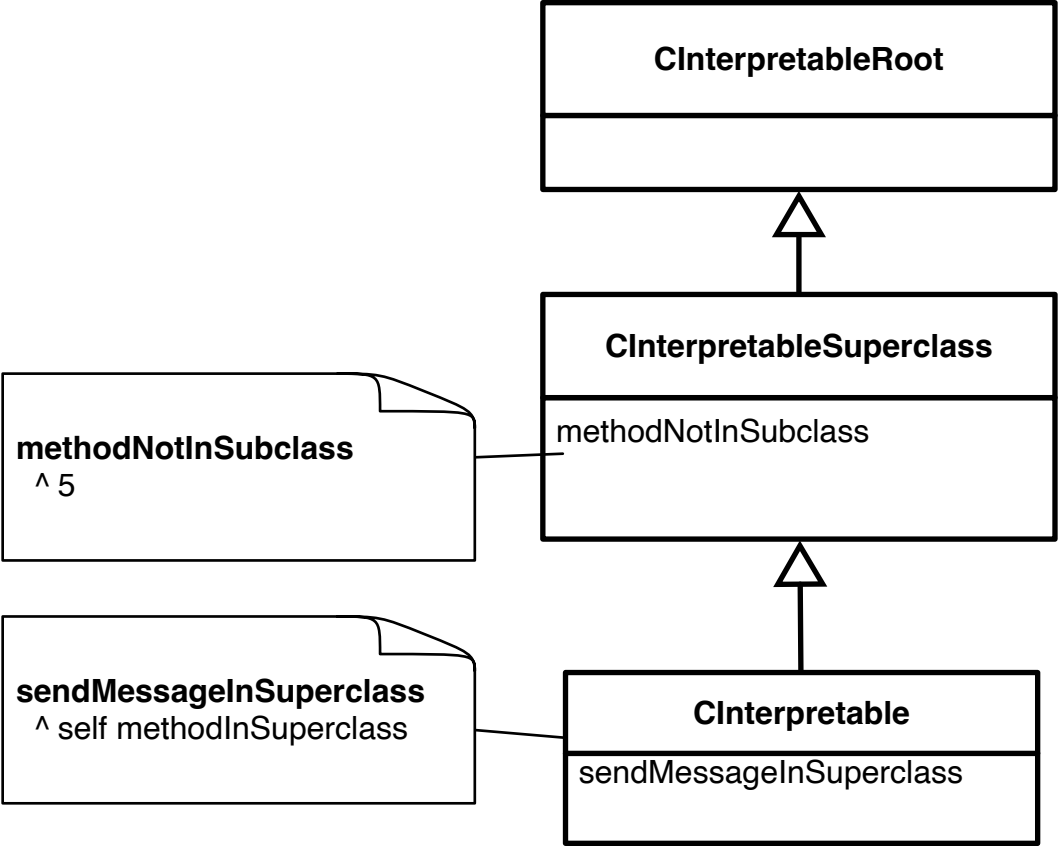 CInterpretableRoot
CInterpretableSuperclass
methodNotInSubclass
methodNotInSubclass
^ 5
sendMessageInSuperclass
^ self methodInSuperclass
CInterpretable
sendMessageInSuperclass